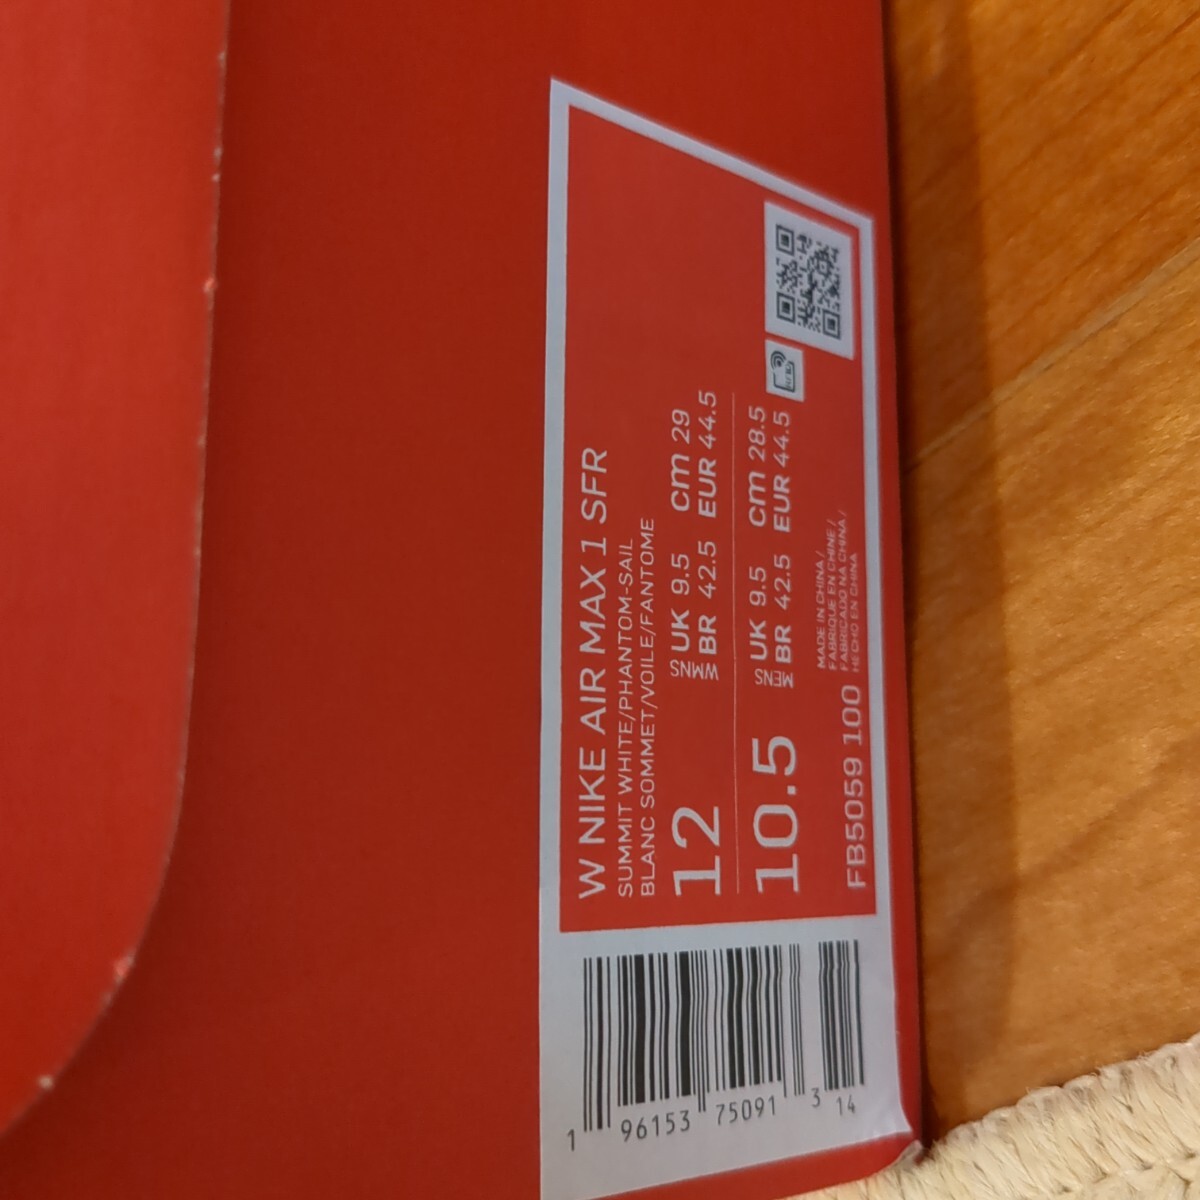 W NIKE AIR MAX 1 SFR
SUMMIT WHITE/PHANTOM-SAIL
BLANC SOMMET/VOILE/FANTOME
12 WMNS UK 9.5 cm 29
BR 42.5 EUR 44.5
10.5 MENS UK 9.5 cm 28.5
BR 42.5 EUR 44.5
FB5059 100
MADE IN CHINA/
FABRIQUE EN CHINE/
FABRICADO NA CHINA/
HECHO EN CHINA
1 96153 75091 3 14